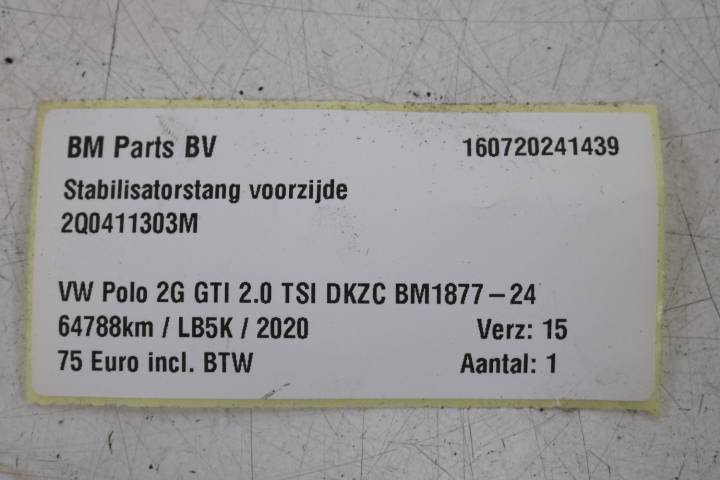 BM Parts BV 160720241439
Stabilisatorstang voorzijde
2Q0411303M
VW Polo 2G GTI 2.0 TSI DKZC BM1877-24
64788km / LB5K / 2020 Verz: 15
75 Euro incl. BTW Aantal: 1